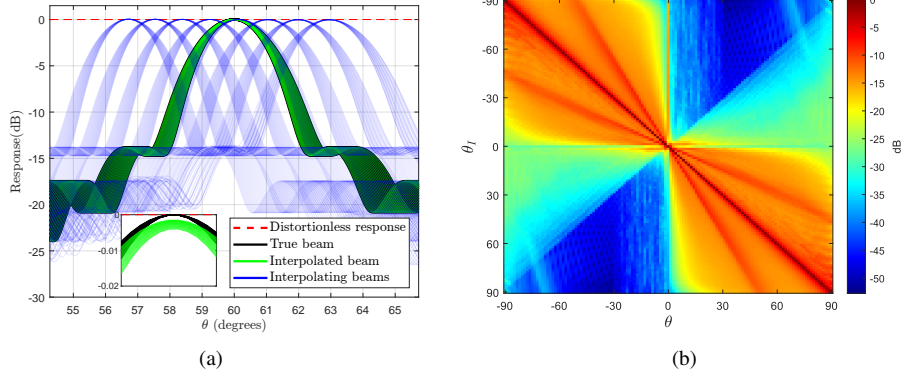 0
-5
-10
-15
-20
-25
-30
Response(dB)
55 56 57 58 59 60 61 62 63 64 65
θ (degrees)
0
-0.01
-0.02
Distortionless response
True beam
Interpolated beam
Interpolating beams
(a)
-90
-60
-30
0
30
60
90
θ_I
-90 -60 -30 0 30 60 90
θ
0
-5
-10
-15
-20
-25
-30
-35
-40
-45
-50
dB
(b)